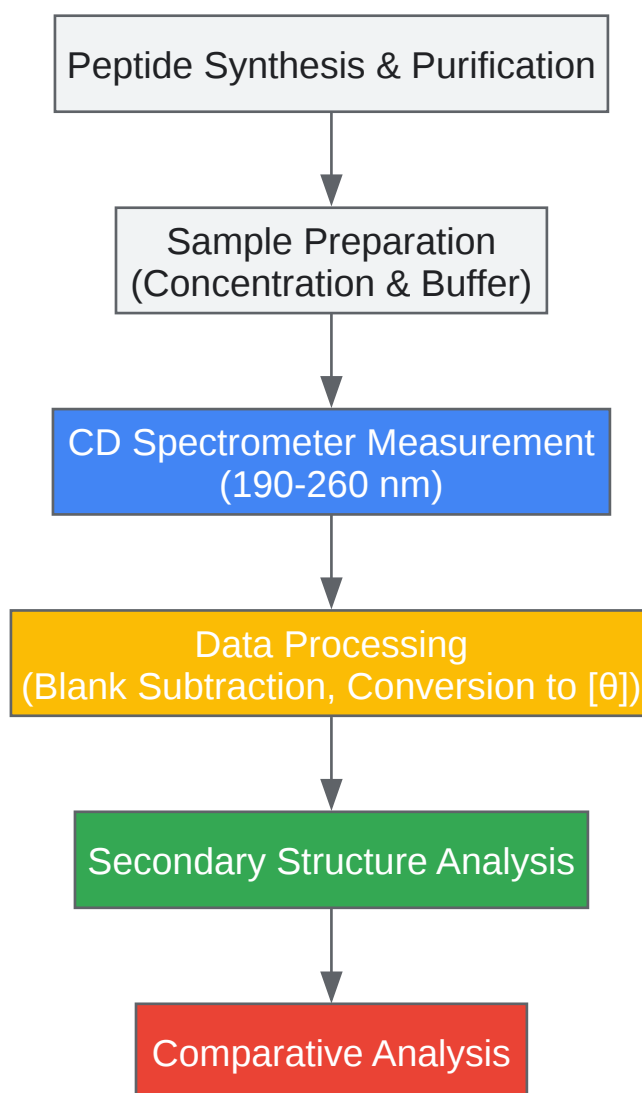 Peptide Synthesis & Purification
Sample Preparation
(Concentration & Buffer)
CD Spectrometer Measurement
(190-260 nm)
Data Processing
(Blank Subtraction, Conversion to [θ])
Secondary Structure Analysis
Comparative Analysis